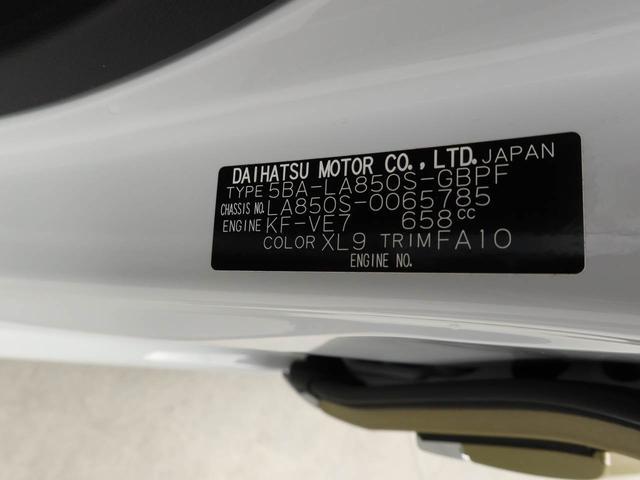 DAIHATSU MOTOR CO.,LTD. JAPAN
TYPE 5BA-LA850S-GBPF
CHASSIS NO. LA850S-0065785
ENGINE KF-VE7 658cc
COLOR XL9 TRIM FA10
ENGINE NO.